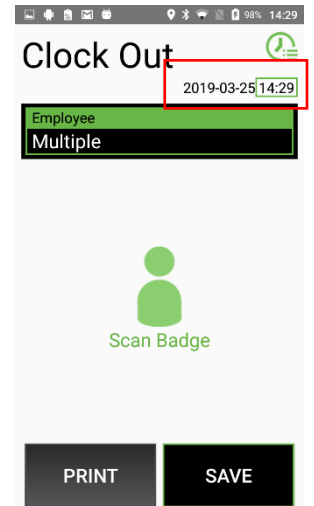 98% 14:29
Clock Out
2019-03-25 14:29
Employee
Multiple
Scan Badge
PRINT
SAVE